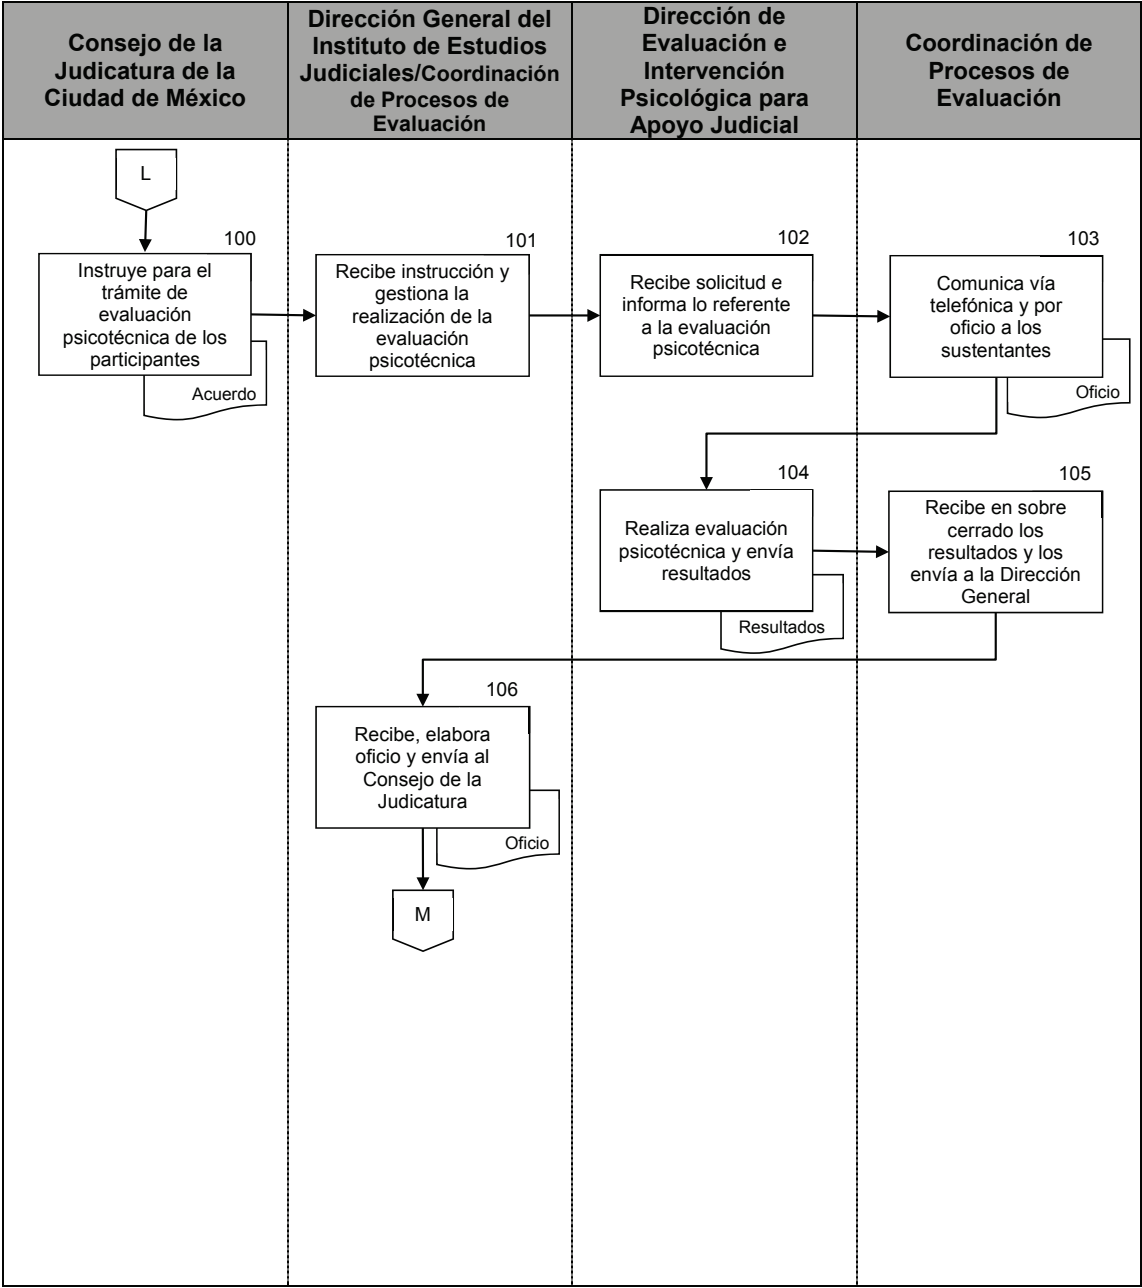 Consejo de la
Judicatura de la
Ciudad de México
Dirección General del
Instituto de Estudios
Judiciales/Coordinación
de Procesos de
Evaluación
Dirección de
Evaluación e
Intervención
Psicológica para
Apoyo Judicial
Coordinación de
Procesos de
Evaluación
L
100
Instruye para el
trámite de
evaluación
psicotécnica de los
participantes
Acuerdo
101
Recibe instrucción y
gestiona la
realización de la
evaluación
psicotécnica
102
Recibe solicitud e
informa lo referente
a la evaluación
psicotécnica
103
Comunica vía
telefónica y por
oficio a los
sustentantes
Oficio
104
Realiza evaluación
psicotécnica y envía
resultados
Resultados
105
Recibe en sobre
cerrado los
resultados y los
envía a la Dirección
General
106
Recibe, elabora
oficio y envía al
Consejo de la
Judicatura
Oficio
M